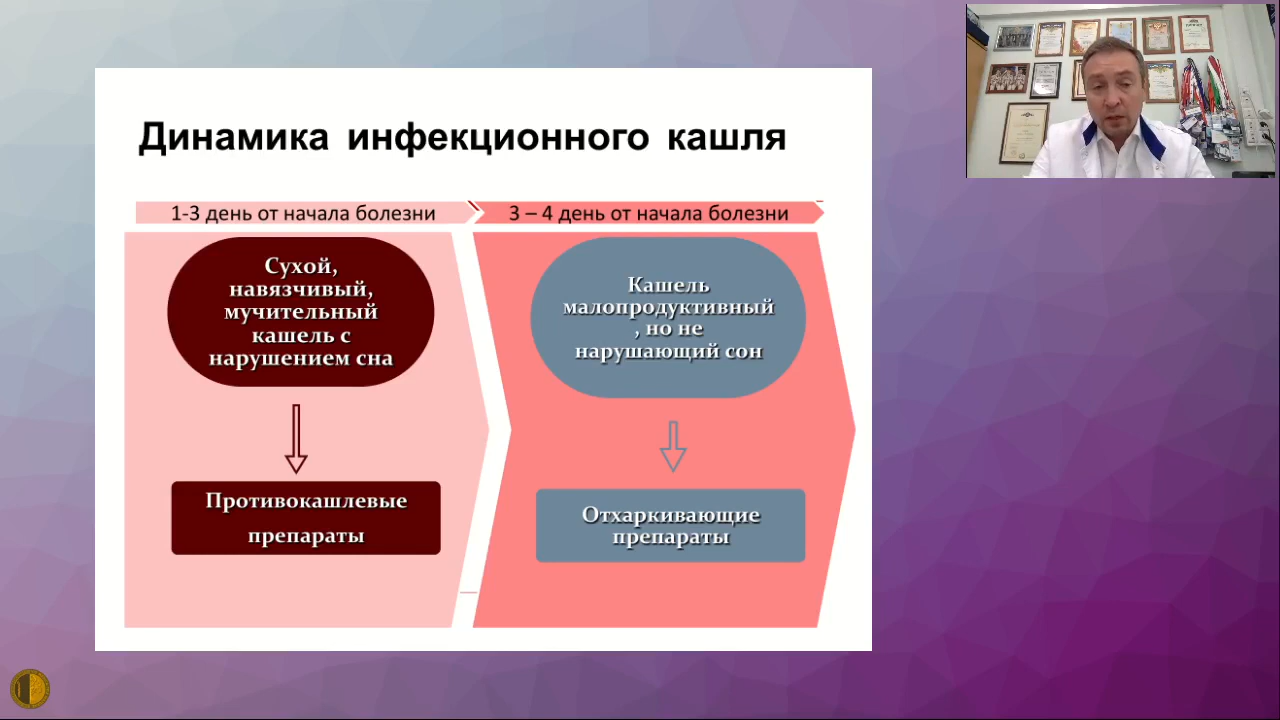 Динамика инфекционного кашля
1-3 день от начала болезни
3 – 4 день от начала болезни
Сухой,
навязчивый,
мучительный
кашель с
нарушением сна
Кашель
малопродуктивный
, но не
нарушающий сон
Противокашлевые
препараты
Отхаркивающие
препараты